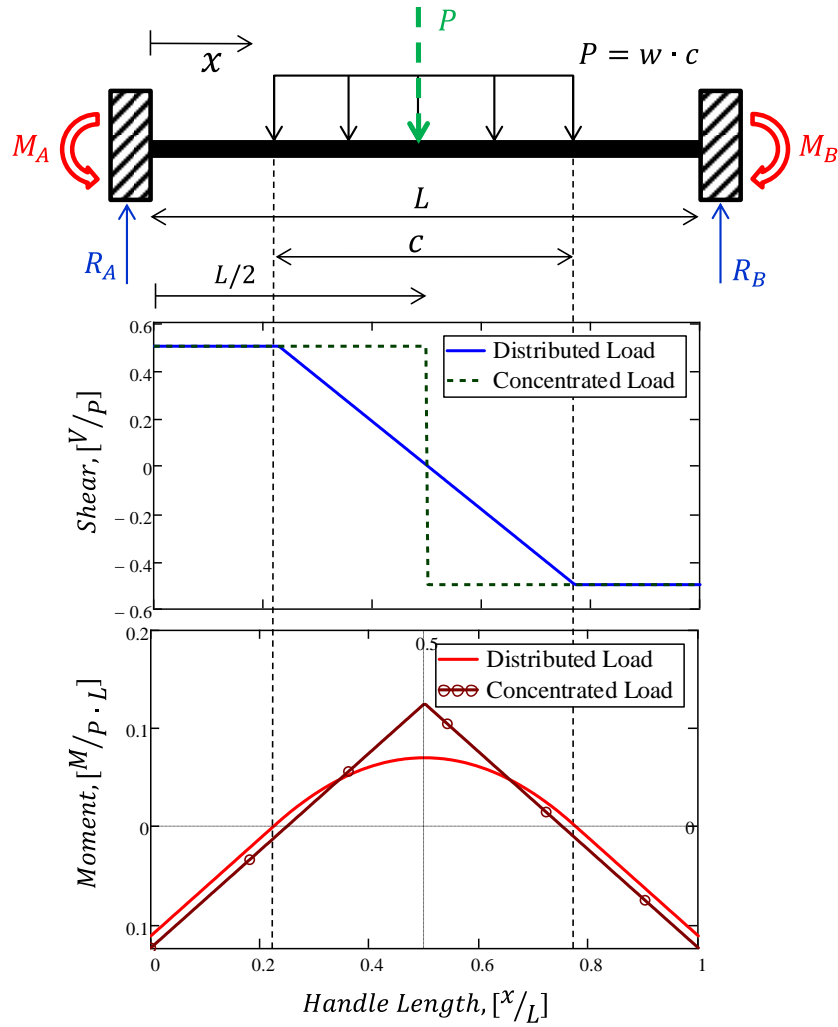 P
x
P = w · c
M_A
M_B
L
c
R_A
L/2
R_B
0.6
0.4
0.2
0
− 0.2
− 0.4
− 0.6
Shear, [V/P]
Distributed Load
Concentrated Load
0.2
0.1
0
0.1
Moment, [M/P · L]
0.5
Distributed Load
Concentrated Load
0
0 0.2 0.4 0.6 0.8 1
Handle Length, [x/L]